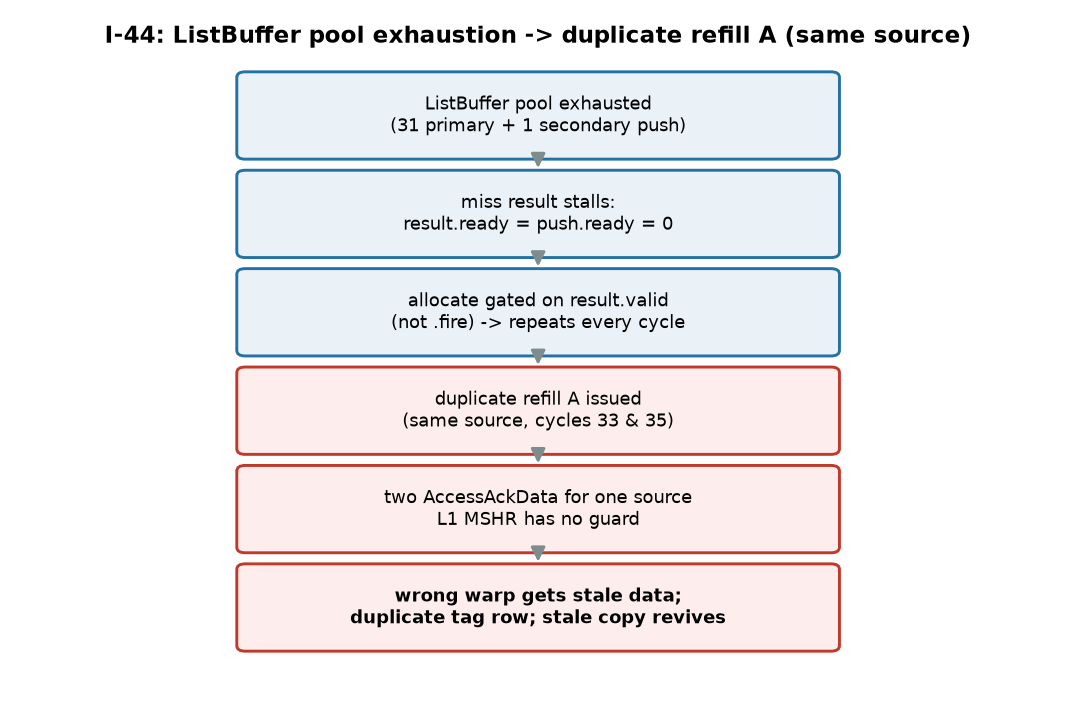 I-44: ListBuffer pool exhaustion -> duplicate refill A (same source)
ListBuffer pool exhausted
(31 primary + 1 secondary push)
miss result stalls:
result.ready = push.ready = 0
allocate gated on result.valid
(not .fire) -> repeats every cycle
duplicate refill A issued
(same source, cycles 33 & 35)
two AccessAckData for one source
L1 MSHR has no guard
wrong warp gets stale data;
duplicate tag row; stale copy revives